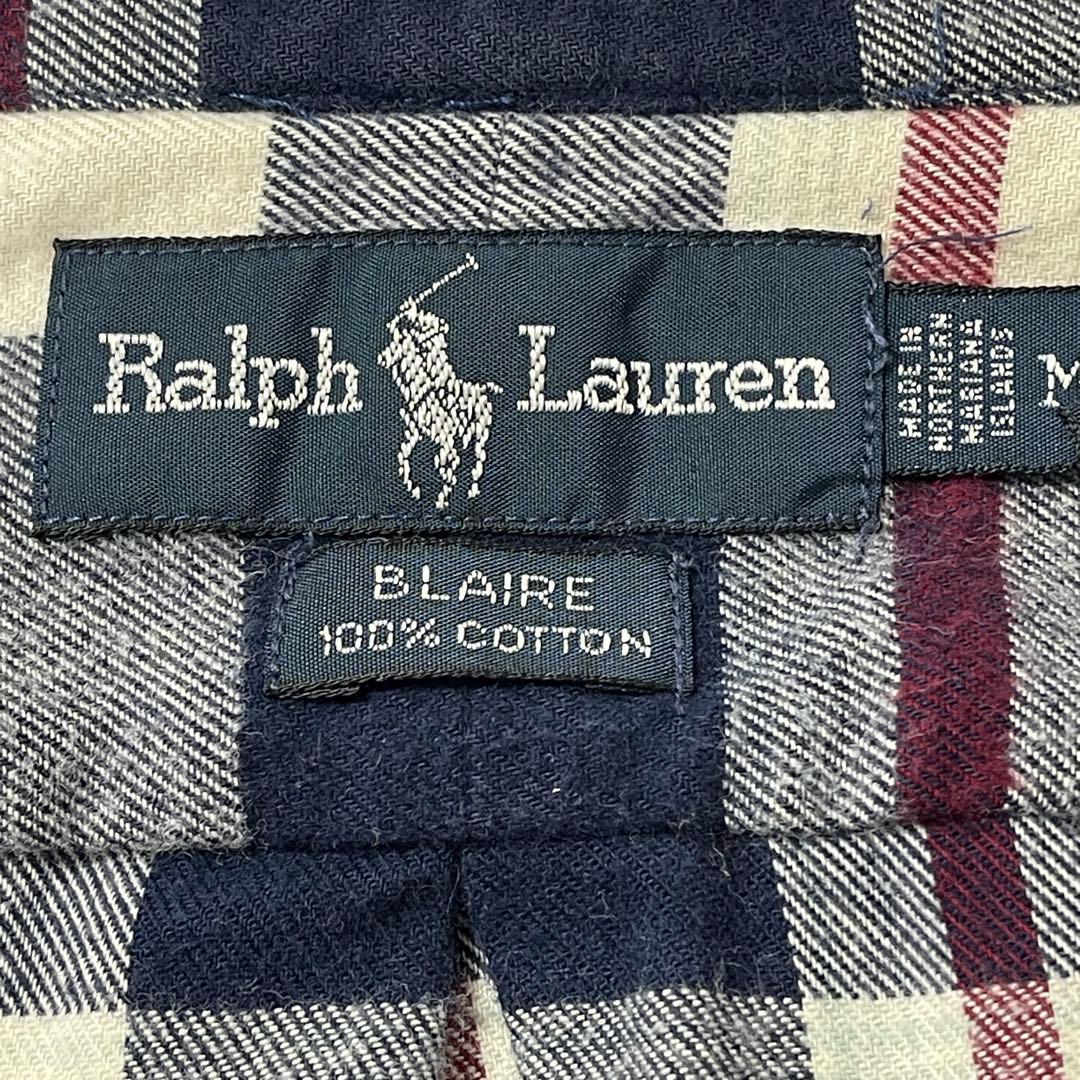 Ralph Lauren
MADE IN
NORTHERN
MARIANA
ISLANDS
M
BLAIRE
100% COTTON